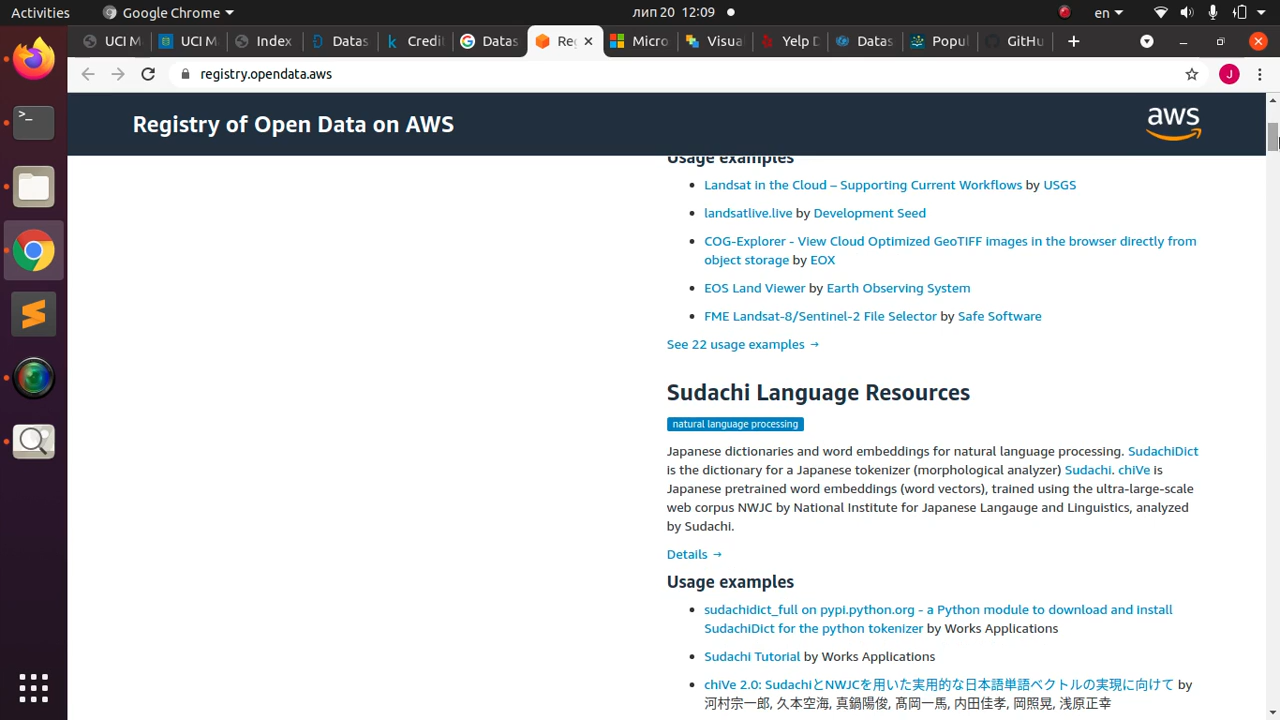 Activities
Google Chrome
лип 20 12:09
en
UCI M
UCI M
Index
Datas
Credi
Datas
Re
Micro
Visua
Yelp D
Datas
Popul
GitHu
registry.opendata.aws
J
Registry of Open Data on AWS
aws
Usage examples
Landsat in the Cloud – Supporting Current Workflows by USGS
landsatlive.live by Development Seed
COG-Explorer - View Cloud Optimized GeoTIFF images in the browser directly from
object storage by EOX
EOS Land Viewer by Earth Observing System
FME Landsat-8/Sentinel-2 File Selector by Safe Software
See 22 usage examples →
Sudachi Language Resources
natural language processing
Japanese dictionaries and word embeddings for natural language processing. SudachiDict
is the dictionary for a Japanese tokenizer (morphological analyzer) Sudachi. chiVe is
Japanese pretrained word embeddings (word vectors), trained using the ultra-large-scale
web corpus NWJC by National Institute for Japanese Langauge and Linguistics, analyzed
by Sudachi.
Details →
Usage examples
sudachidict_full on pypi.python.org - a Python module to download and install
SudachiDict for the python tokenizer by Works Applications
Sudachi Tutorial by Works Applications
chiVe 2.0: SudachiとNWJCを用いた実用的な日本語単語ベクトルの実現に向けて by
河村宗一郎, 久本空海, 真鍋陽俊, 髙岡一馬, 内田佳孝, 岡照晃, 浅原正幸